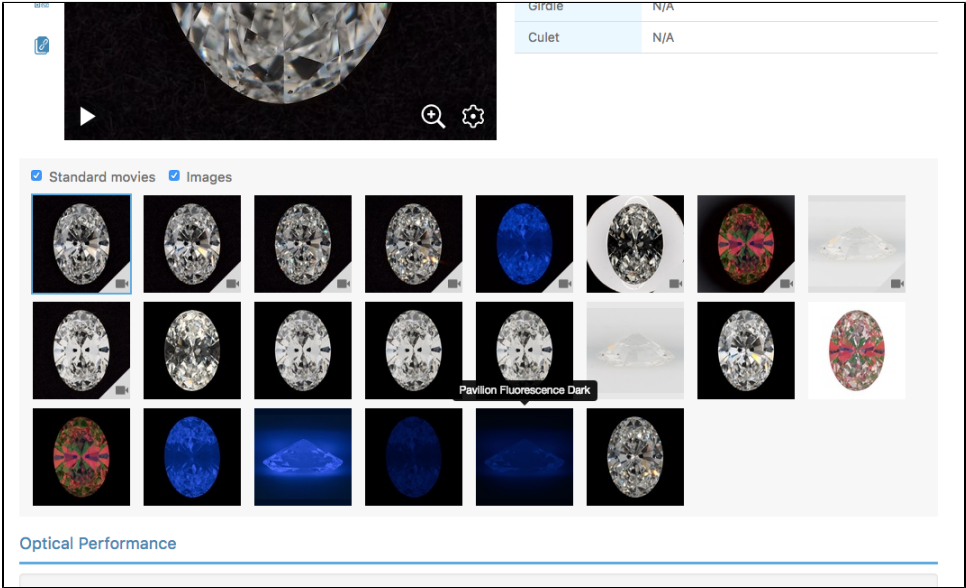 Girdle N/A
Culet N/A
Standard movies Images
Pavilion Fluorescence Dark
Optical Performance